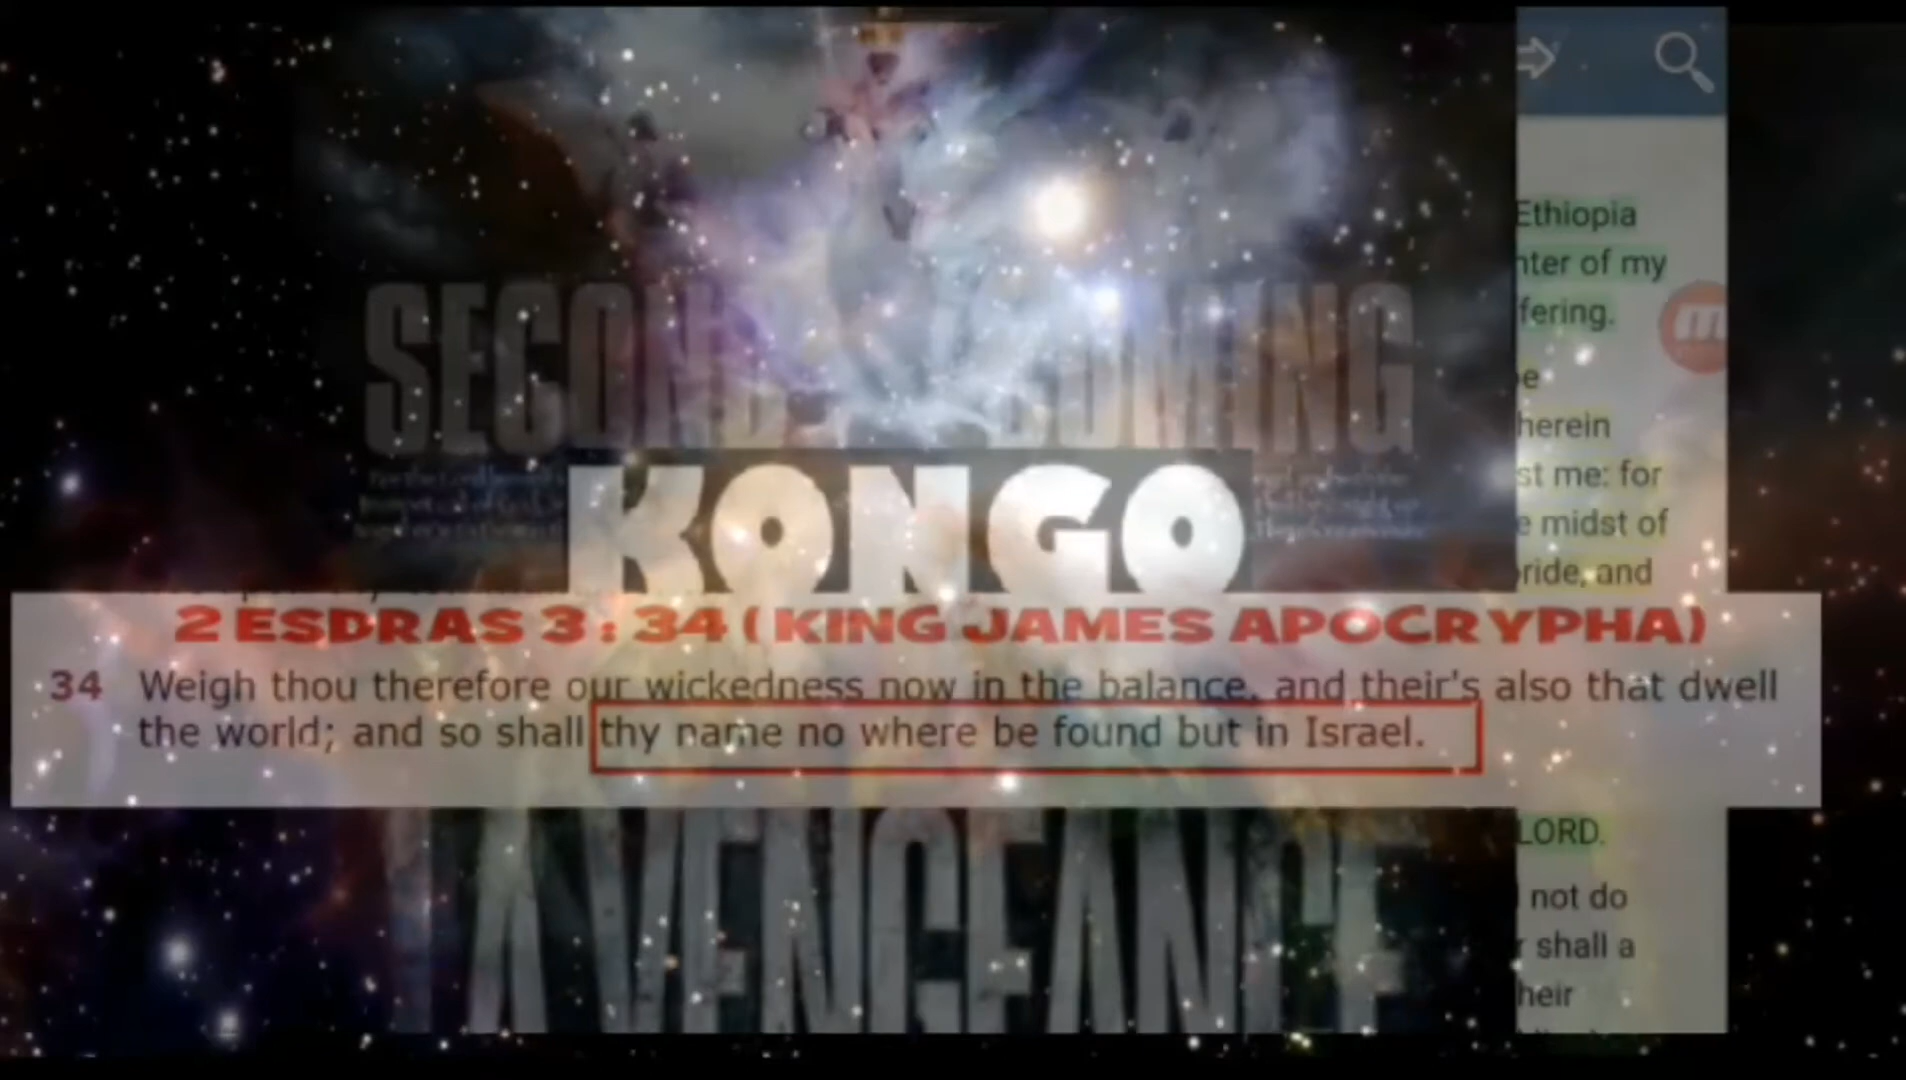 Ethiopia
nter of my
ffering.
SECOND COMING
herein
st me: for
e midst of
KONGO
pride, and
2 ESDRAS 3 : 34 ( KING JAMES APOCRYPHA)
34 Weigh thou therefore our wickedness now in the balance, and their's also that dwell
the world; and so shall thy name no where be found but in Israel.
LORD.
VENGEANCE
not do
r shall a
heir